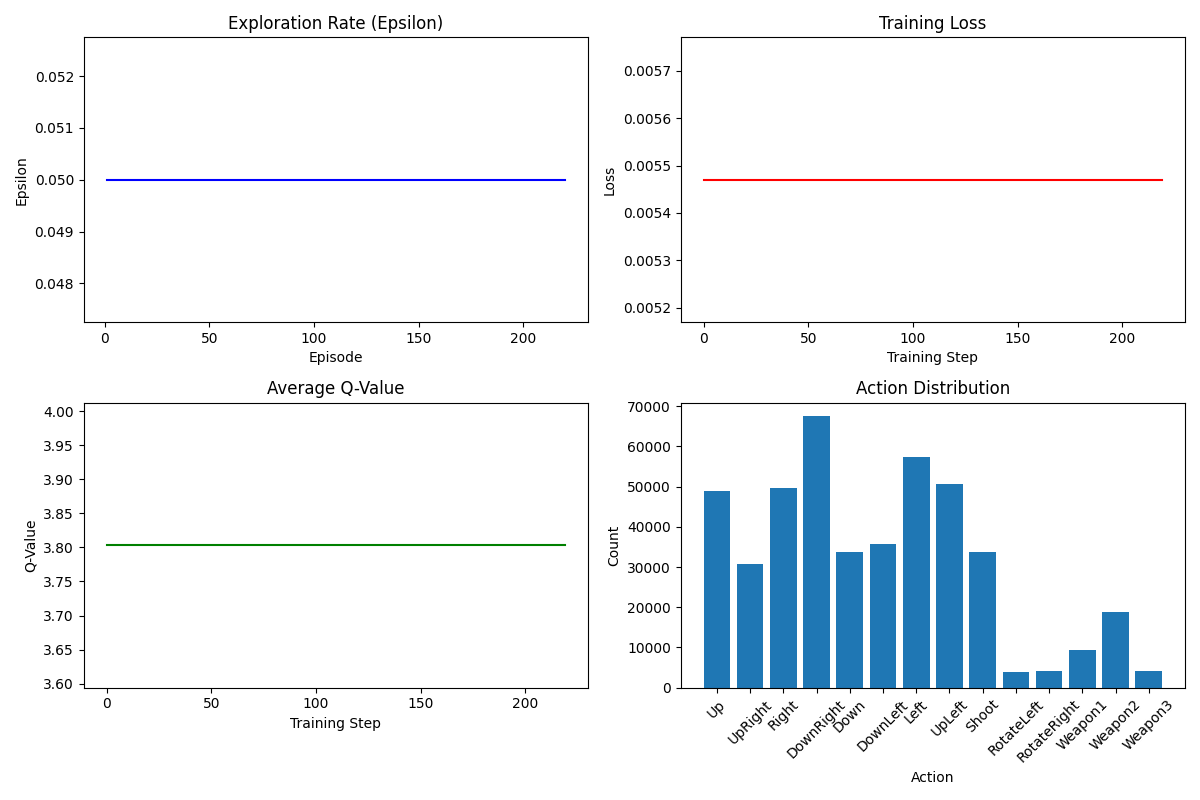 Exploration Rate (Epsilon)
0.052
0.051
0.050
0.049
0.048
Epsilon
0
50
100
150
200
Episode
Training Loss
0.0057
0.0056
0.0055
0.0054
0.0053
0.0052
Loss
0
50
100
150
200
Training Step
Average Q-Value
4.00
3.95
3.90
3.85
3.80
3.75
3.70
3.65
3.60
Q-Value
0
50
100
150
200
Training Step
Action Distribution
70000
60000
50000
40000
30000
20000
10000
0
Count
Up
UpRight
Right
DownRight
Down
DownLeft
Left
UpLeft
Shoot
RotateLeft
RotateRight
Weapon1
Weapon2
Weapon3
Action